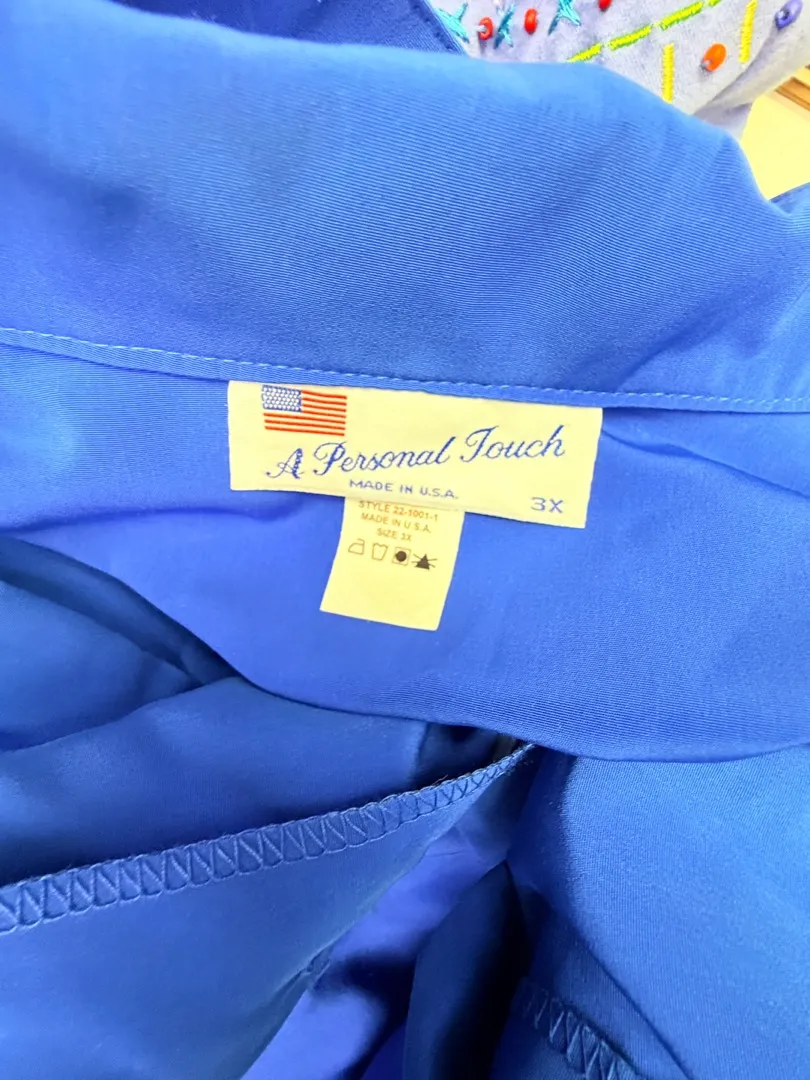 A Personal Touch
MADE IN U.S.A.
3X
STYLE 22-1001-1
MADE IN U.S.A.
SIZE 3X